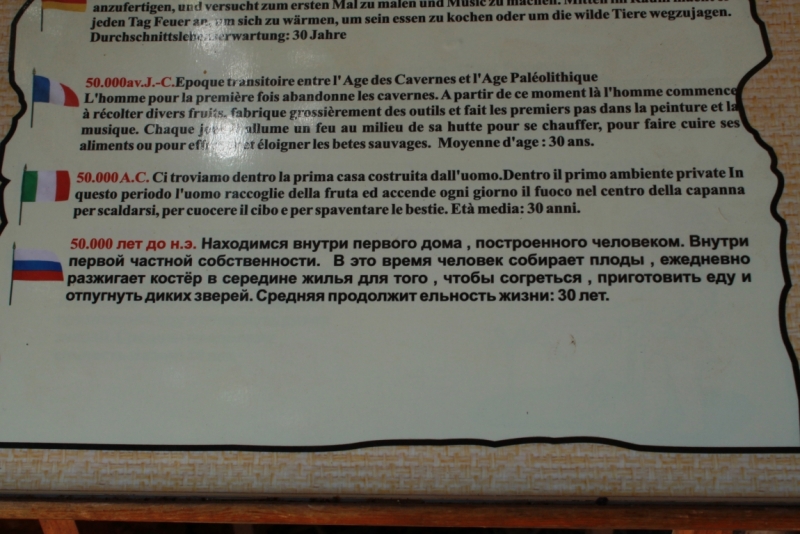 anzufertigen, und versucht zum ersten Mal zu malen und Music zu machen. Mitten im Raum
jeden Tag Feuer an, um sich zu wärmen, um sein essen zu kochen oder um die wilde Tiere wegzujagen.
30 Jahre
50.000av.J.-C.Epoque transitoire entre l'Age des Cavernes et l'Age Paléolithique
L'homme pour la première fois abandonne les cavernes. A partir de ce moment là l'homme commence
à récolter divers fruits, fabrique grossièrement des outils et fait les premiers pas dans la peinture et la
musique. Chaque allume un feu au milieu de sa hutte pour se chauffer, pour faire cuire ses
aliments ou pour et éloigner les betes sauvages. Moyenne d'age : 30 ans.
50.000 A.C. Ci troviamo dentro la prima casa costruita dall'uomo.Dentro il primo ambiente private In
questo periodo l'uomo raccoglie della fruta ed accende ogni giorno il fuoco nel centro della capanna
per scaldarsi, per cuocere il cibo e per spaventare le bestie. Età media: 30 anni.
50.000 лет до н.э. Находимся внутри первого дома , построенного человеком. Внутри
первой частной собственности. В это время человек собирает плоды , ежедневно
разжигает костёр в середине жилья для того , чтобы согреться , приготовить еду и
отпугнуть диких зверей. Средняя продолжит ельность жизни: 30 лет.